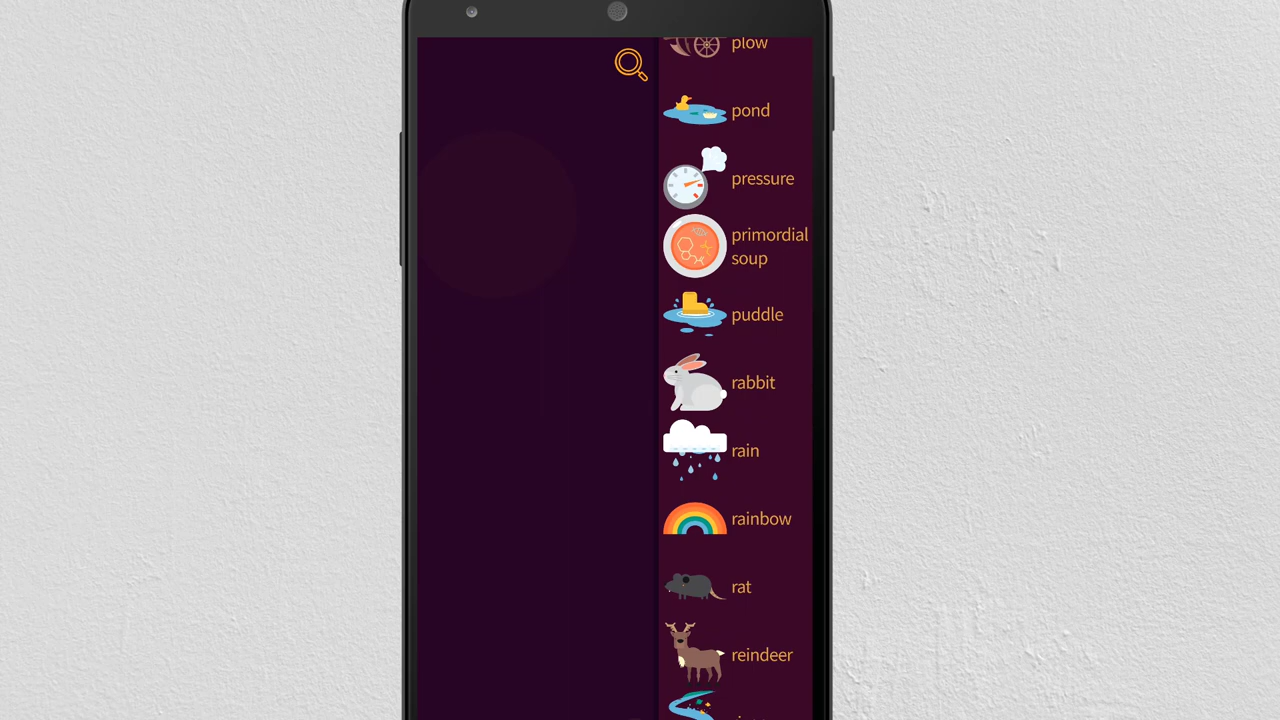 plow
pond
pressure
primordial
soup
puddle
rabbit
rain
rainbow
rat
reindeer